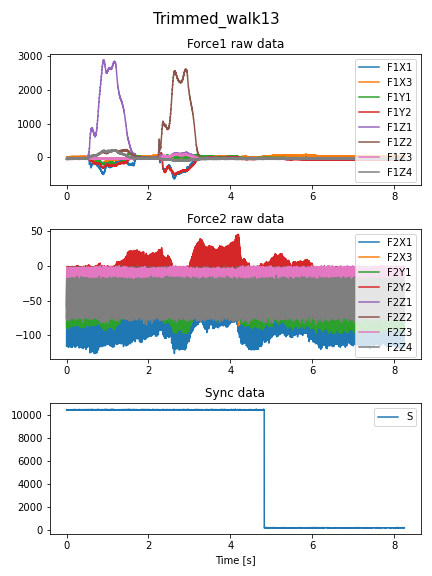 Trimmed_walk13
Force1 raw data
3000
2000
1000
0
F1X1
F1X3
F1Y1
F1Y2
F1Z1
F1Z2
F1Z3
F1Z4
0 2 4 6 8
Force2 raw data
50
0
−50
−100
F2X1
F2X3
F2Y1
F2Y2
F2Z1
F2Z2
F2Z3
F2Z4
0 2 4 6 8
Sync data
10000
8000
6000
4000
2000
0
S
0 2 4 6 8
Time [s]